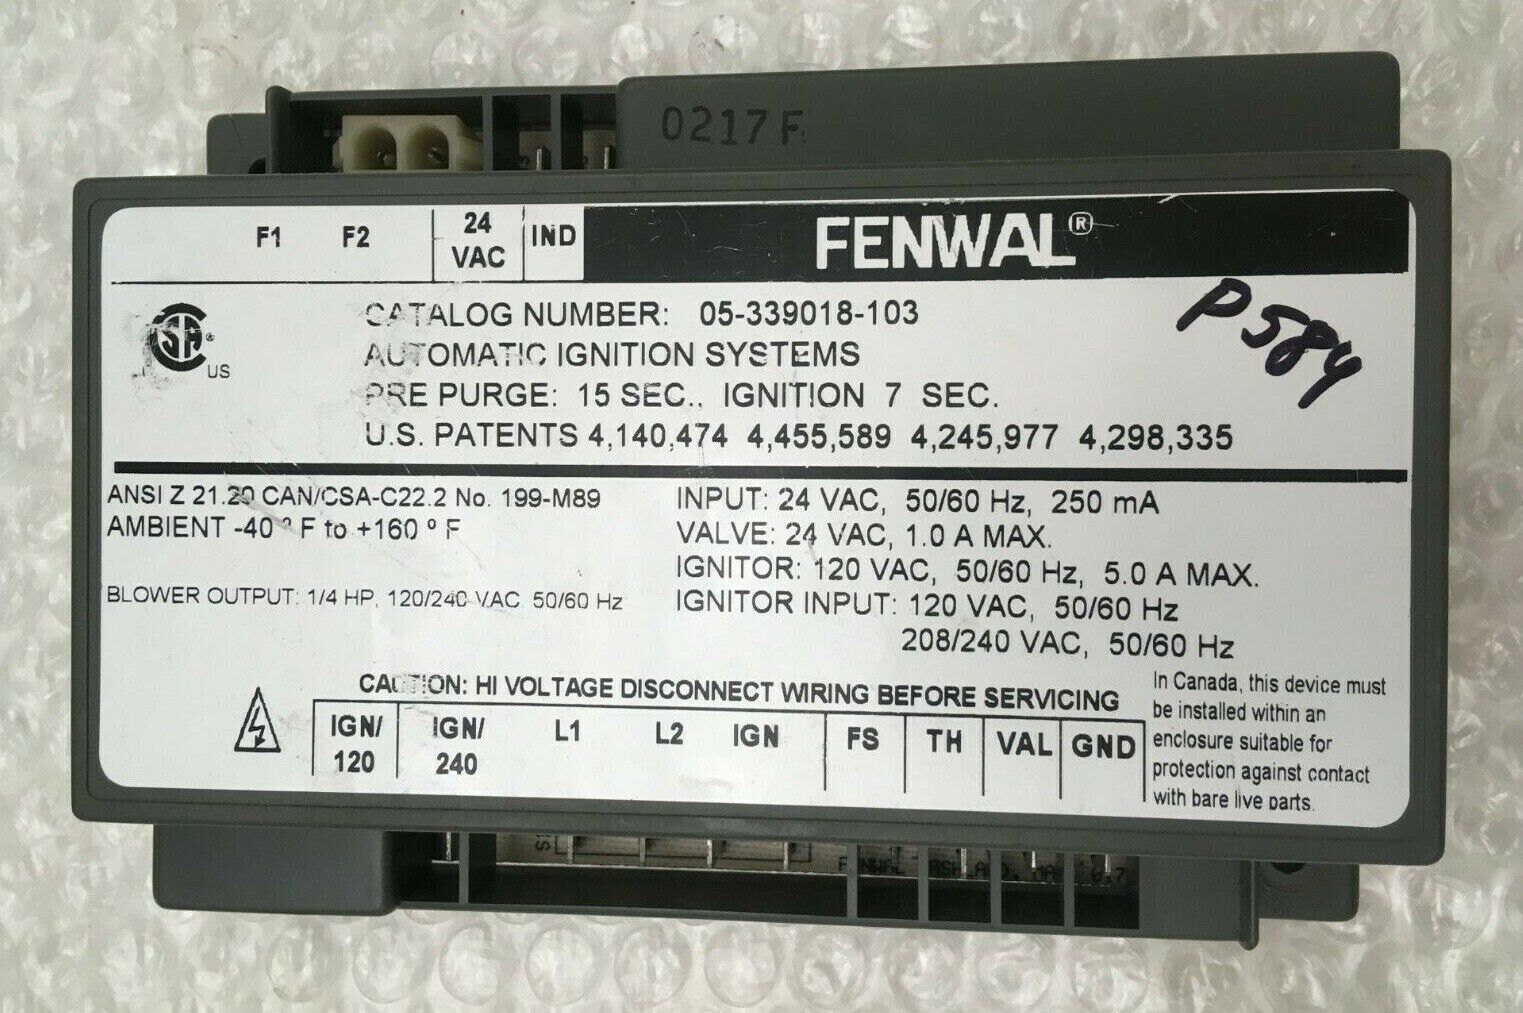 0217F
F1 F2 24 VAC IND FENWAL®
CATALOG NUMBER: 05-339018-103
AUTOMATIC IGNITION SYSTEMS
PRE PURGE: 15 SEC., IGNITION 7 SEC.
U.S. PATENTS 4,140,474 4,455,589 4,245,977 4,298,335
P584
SA® US
ANSI Z 21.20 CAN/CSA-C22.2 No. 199-M89
AMBIENT -40 º F to +160 º F
BLOWER OUTPUT: 1/4 HP, 120/240 VAC, 50/60 Hz
INPUT: 24 VAC, 50/60 Hz, 250 mA
VALVE: 24 VAC, 1.0 A MAX.
IGNITOR: 120 VAC, 50/60 Hz, 5.0 A MAX.
IGNITOR INPUT: 120 VAC, 50/60 Hz
208/240 VAC, 50/60 Hz
CAUTION: HI VOLTAGE DISCONNECT WIRING BEFORE SERVICING
IGN/ 120 IGN/ 240 L1 L2 IGN FS TH VAL GND
In Canada, this device must
be installed within an
enclosure suitable for
protection against contact
with bare live parts.
FENWAL